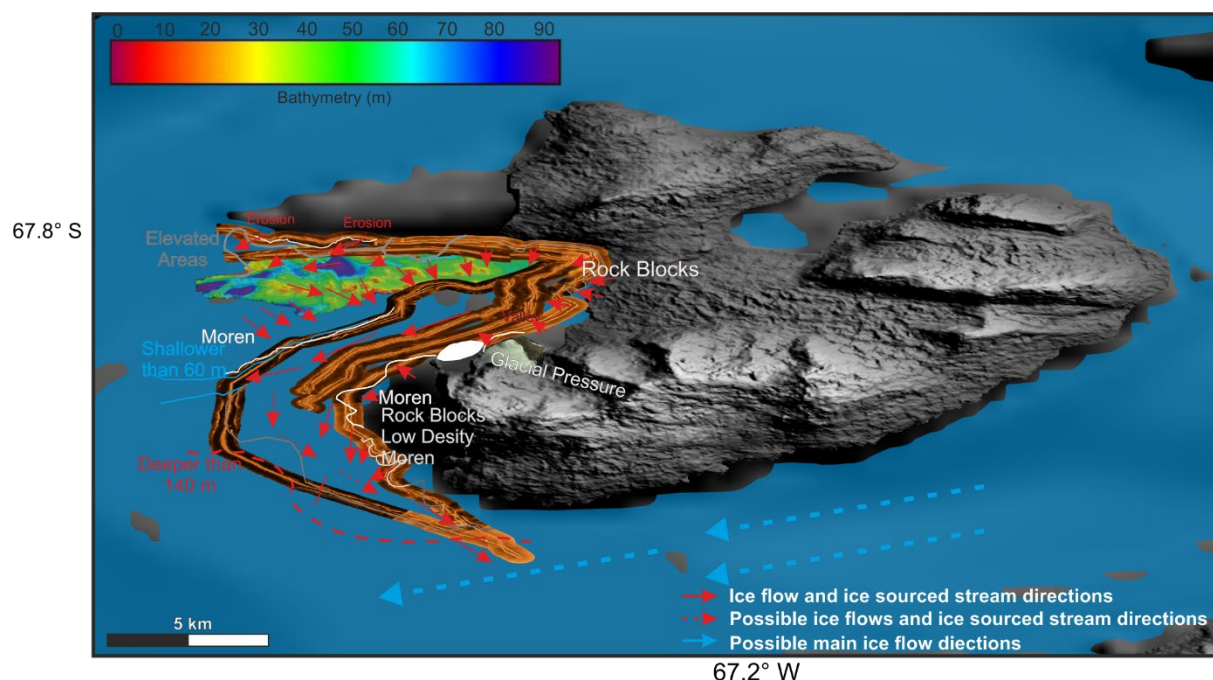 0 10 20 30 40 50 60 70 80 90
Bathymetry (m)
67.8° S
Erosion
Erosion
Elevated
Areas
Rock Blocks
Moren
Shallower
than 60 m
Glacial Pressure
Moren
Rock Blocks
Low Desity
Moren
Deeper than
140 m
5 km
Ice flow and ice sourced stream directions
Possible ice flows and ice sourced stream directions
Possible main ice flow diections
67.2° W